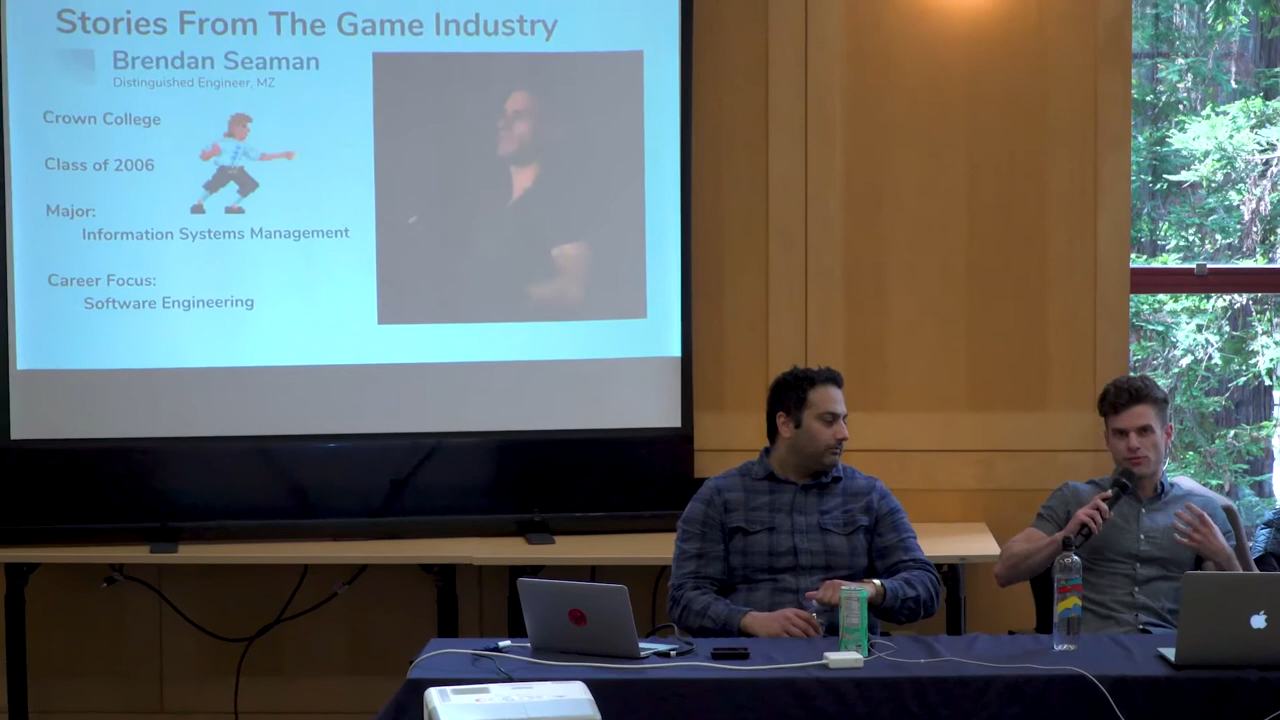 Stories From The Game Industry
Brendan Seaman
Distinguished Engineer, MZ
Crown College
Class of 2006
Major:
Information Systems Management
Career Focus:
Software Engineering